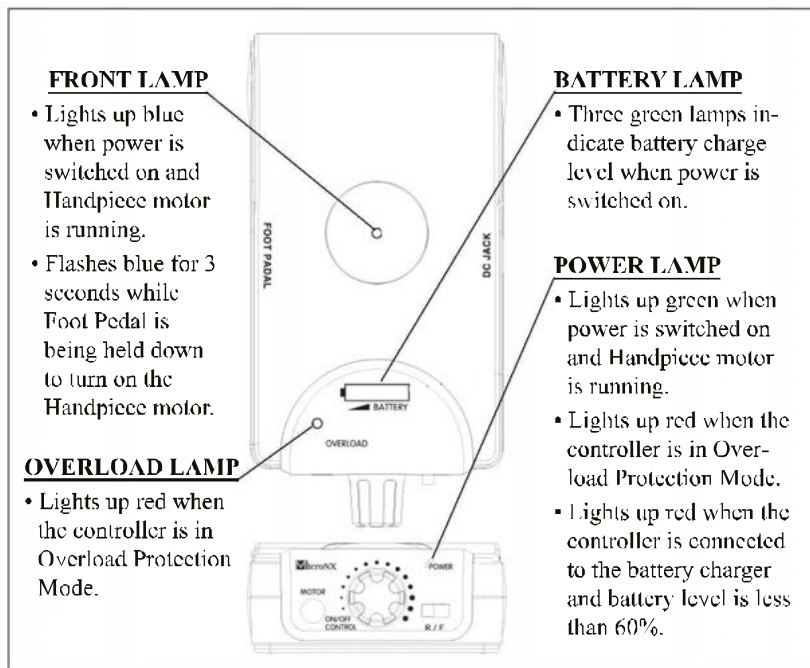 FRONT LAMP
• Lights up blue
when power is
switched on and
Handpiece motor
is running.
• Flashes blue for 3
seconds while
Foot Pedal is
being held down
to turn on the
Handpiece motor.
OVERLOAD LAMP
• Lights up red when
the controller is in
Overload Protection
Mode.
FOOT PADAL
DC JACK
BATTERY
OVERLOAD
MicroNX
POWER
MOTOR
ON/OFF
CONTROL
R / F
BATTERY LAMP
• Three green lamps in-
dicate battery charge
level when power is
switched on.
POWER LAMP
• Lights up green when
power is switched on
and Handpiece motor
is running.
• Lights up red when the
controller is in Over-
load Protection Mode.
▪ Lights up red when the
controller is connected
to the battery charger
and battery level is less
than 60%.